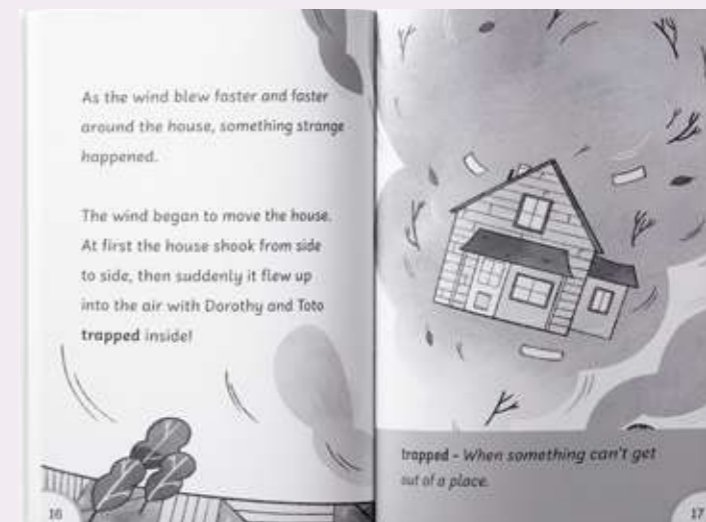 As the wind blew faster and faster
around the house, something strange
happened.
The wind began to move the house.
At first the house shook from side
to side, then suddenly it flew up
into the air with Dorothy and Toto
trapped inside!
16
trapped - When something can't get
out of a place.
17